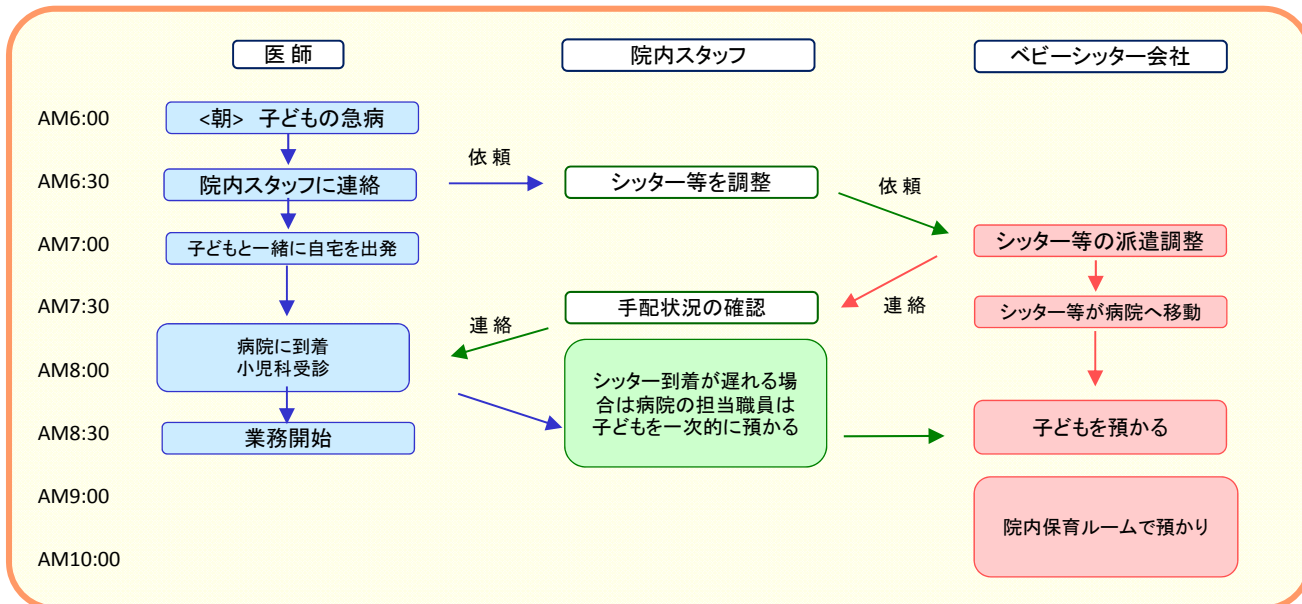 医 師
院内スタッフ
ベビーシッター会社
AM6:00
<朝> 子どもの急病
AM6:30
院内スタッフに連絡
依 頼
シッター等を調整
依 頼
AM7:00
子どもと一緒に自宅を出発
シッター等の派遣調整
AM7:30
手配状況の確認
連 絡
シッター等が病院へ移動
連 絡
AM8:00
病院に到着
小児科受診
シッター到着が遅れる場
合は病院の担当職員は
子どもを一次的に預かる
AM8:30
業務開始
子どもを預かる
AM9:00
院内保育ルームで預かり
AM10:00